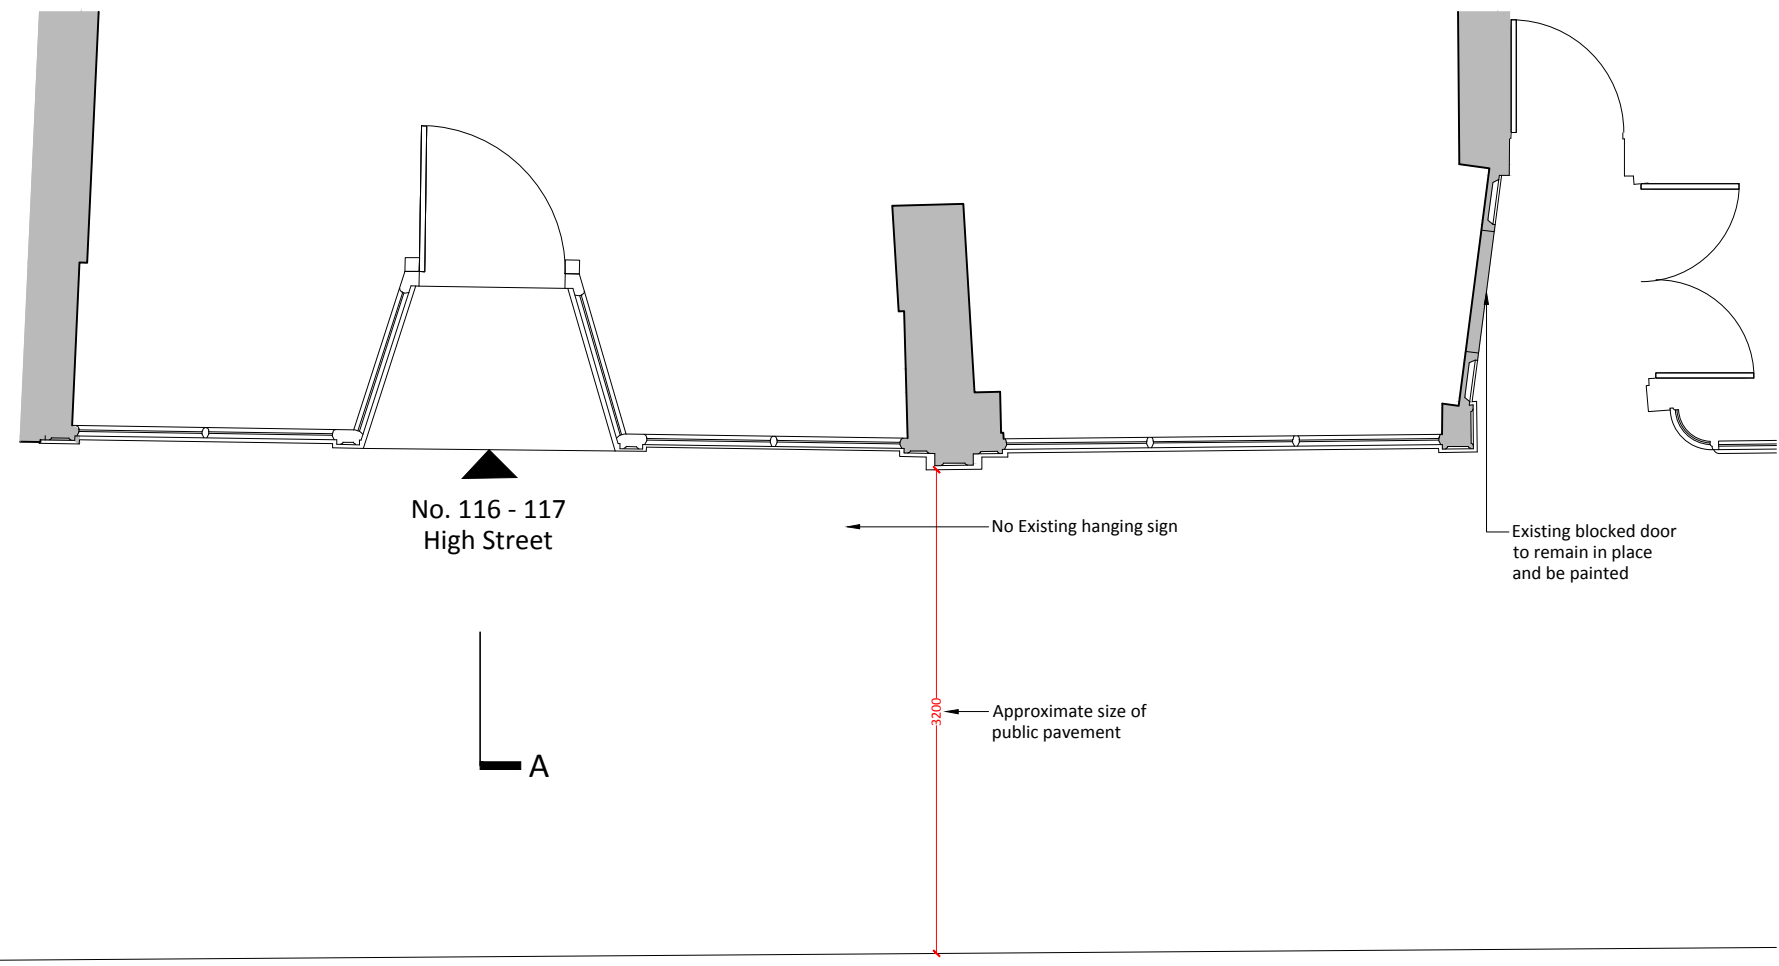 No. 116 - 117
High Street
No Existing hanging sign
Existing blocked door
to remain in place
and be painted
3200
Approximate size of
public pavement
A